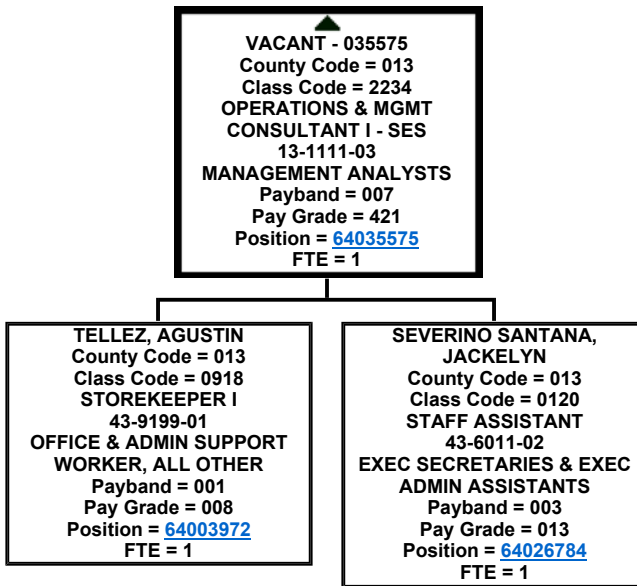 VACANT - 035575
County Code = 013
Class Code = 2234
OPERATIONS & MGMT
CONSULTANT I - SES
13-1111-03
MANAGEMENT ANALYSTS
Payband = 007
Pay Grade = 421
Position = 64035575
FTE = 1
TELLEZ, AGUSTIN
County Code = 013
Class Code = 0918
STOREKEEPER I
43-9199-01
OFFICE & ADMIN SUPPORT
WORKER, ALL OTHER
Payband = 001
Pay Grade = 008
Position = 64003972
FTE = 1
SEVERINO SANTANA,
JACKELYN
County Code = 013
Class Code = 0120
STAFF ASSISTANT
43-6011-02
EXEC SECRETARIES & EXEC
ADMIN ASSISTANTS
Payband = 003
Pay Grade = 013
Position = 64026784
FTE = 1